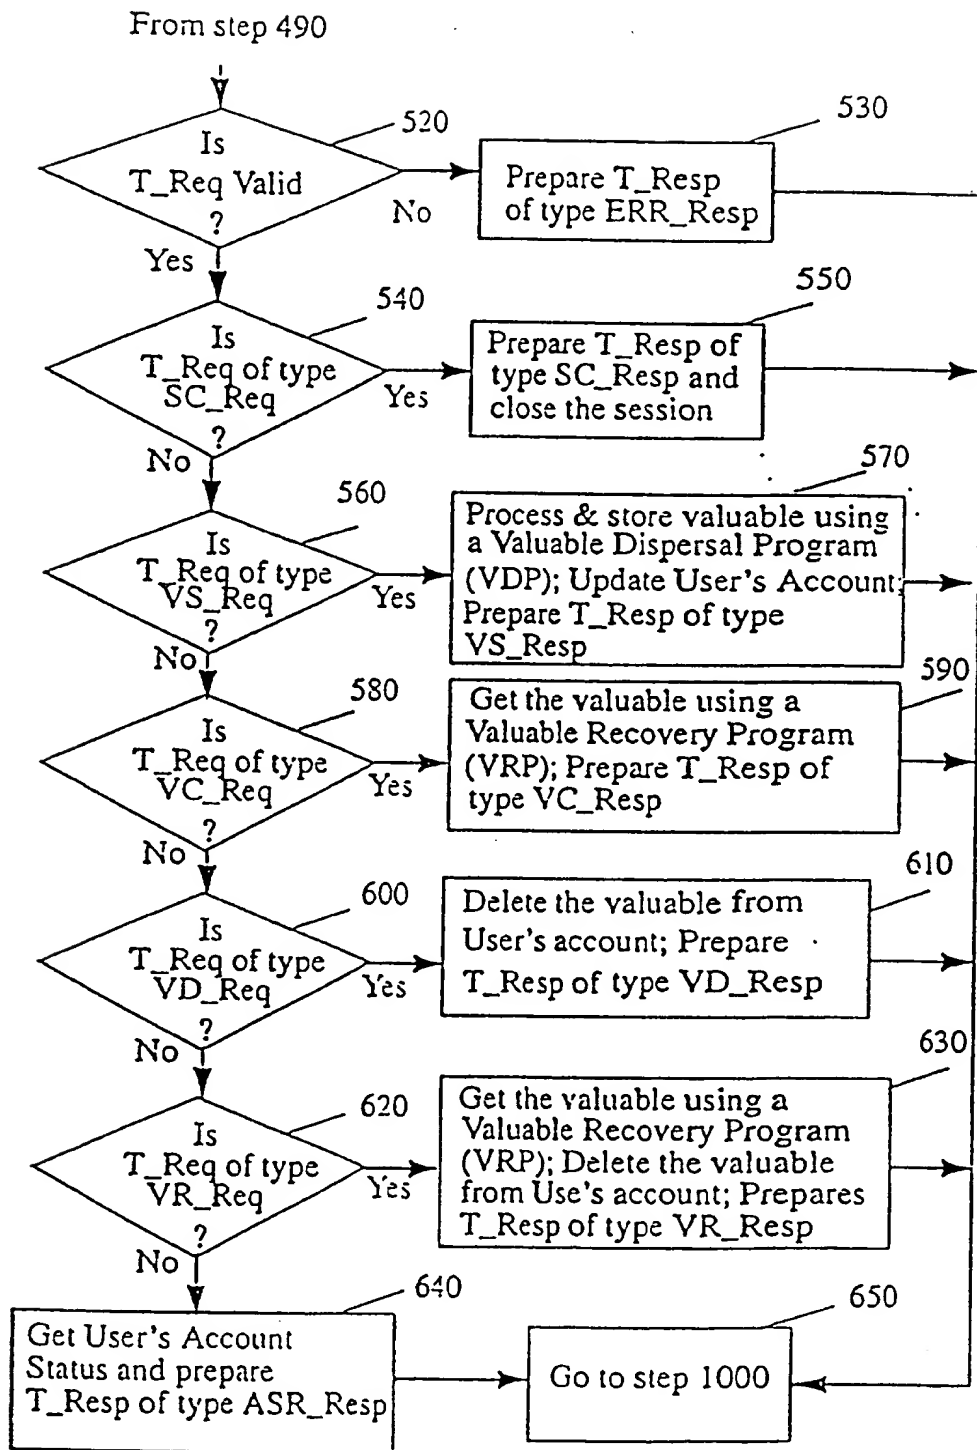 From step 490
520
Is
T_Req Valid
?
No
Yes
530
Prepare T_Resp
of type ERR_Resp
540
Is
T_Req of type
SC_Req
?
Yes
No
550
Prepare T_Resp of
type SC_Resp and
close the session
560
Is
T_Req of type
VS_Req
?
Yes
No
570
Process & store valuable using
a Valuable Dispersal Program
(VDP); Update User's Account;
Prepare T_Resp of type
VS_Resp
580
Is
T_Req of type
VC_Req
?
Yes
No
590
Get the valuable using a
Valuable Recovery Program
(VRP); Prepare T_Resp of
type VC_Resp
600
Is
T_Req of type
VD_Req
?
Yes
No
610
Delete the valuable from
User's account; Prepare
T_Resp of type VD_Resp
620
Is
T_Req of type
VR_Req
?
Yes
No
630
Get the valuable using a
Valuable Recovery Program
(VRP); Delete the valuable
from Use's account; Prepares
T_Resp of type VR_Resp
640
Get User's Account
Status and prepare
T_Resp of type ASR_Resp
650
Go to step 1000